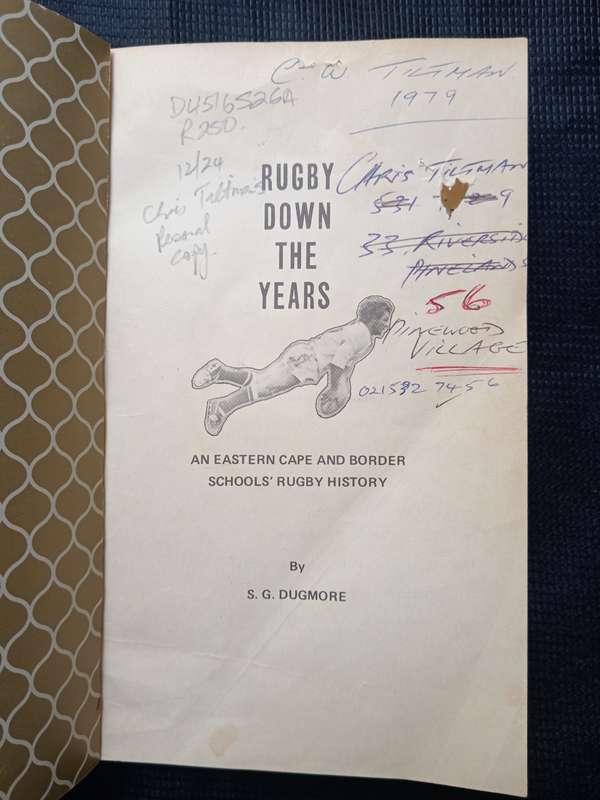 C W TILTMAN
1979
DU516S26A
R250.
12/24
Chris Tiltman's
Personal
Copy.
CHRIS TILTMAN
RUGBY
DOWN
THE
YEARS
33, RIVERSIDE
PINELANDS
56
PINEWOOD
VILLAGE
021 532 7456
AN EASTERN CAPE AND BORDER
SCHOOLS' RUGBY HISTORY
By
S. G. DUGMORE